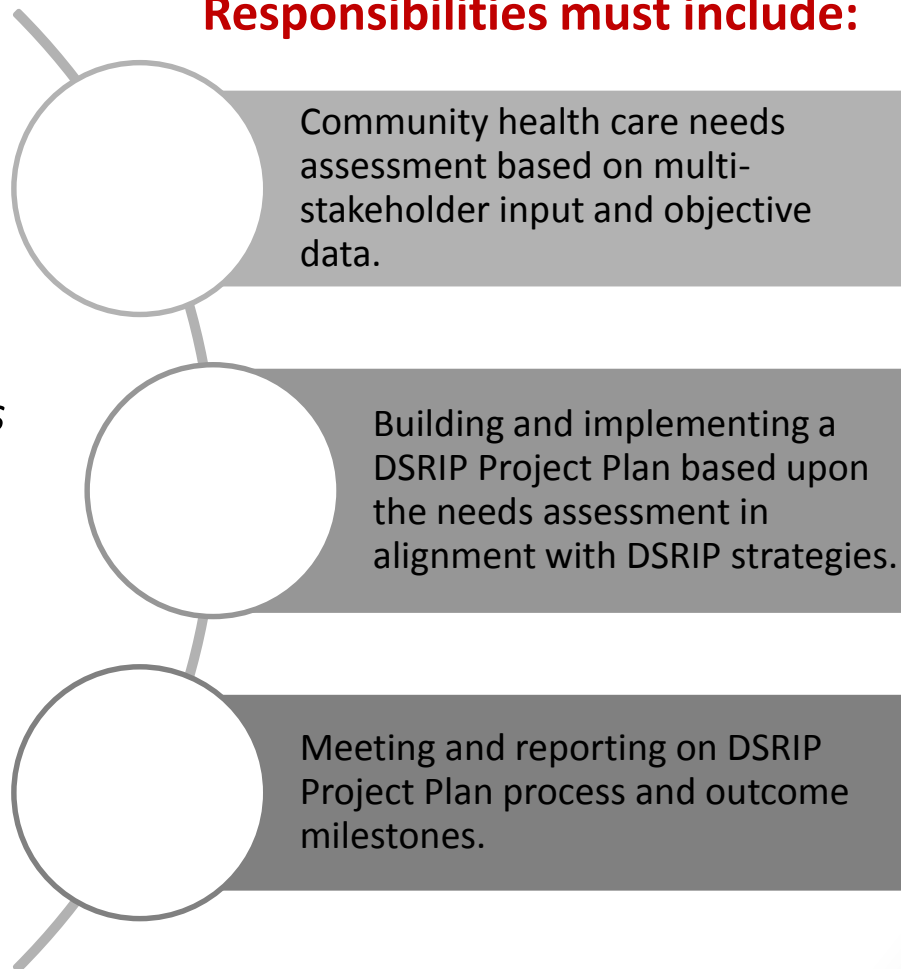 Responsibilities must include:
Community health care needs
assessment based on multi-
stakeholder input and objective
data.
s
Building and implementing a
DSRIP Project Plan based upon
the needs assessment in
alignment with DSRIP strategies.
Meeting and reporting on DSRIP
Project Plan process and outcome
milestones.